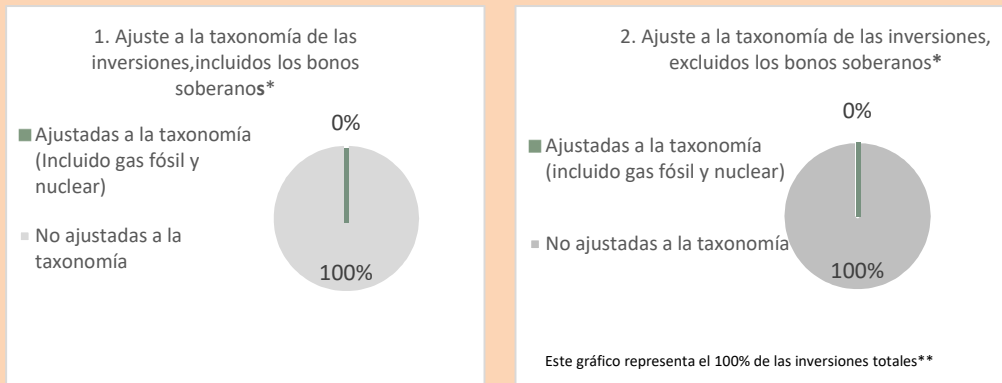 1. Ajuste a la taxonomía de las
inversiones,incluidos los bonos
soberanos*
Ajustadas a la taxonomía
(Incluido gas fósil y
nuclear)
No ajustadas a la
taxonomía
0%
100%
2. Ajuste a la taxonomía de las inversiones,
excluidos los bonos soberanos*
Ajustadas a la taxonomía
(incluido gas fósil y nuclear)
No ajustadas a la taxonomía
0%
100%
Este gráfico representa el 100% de las inversiones totales**